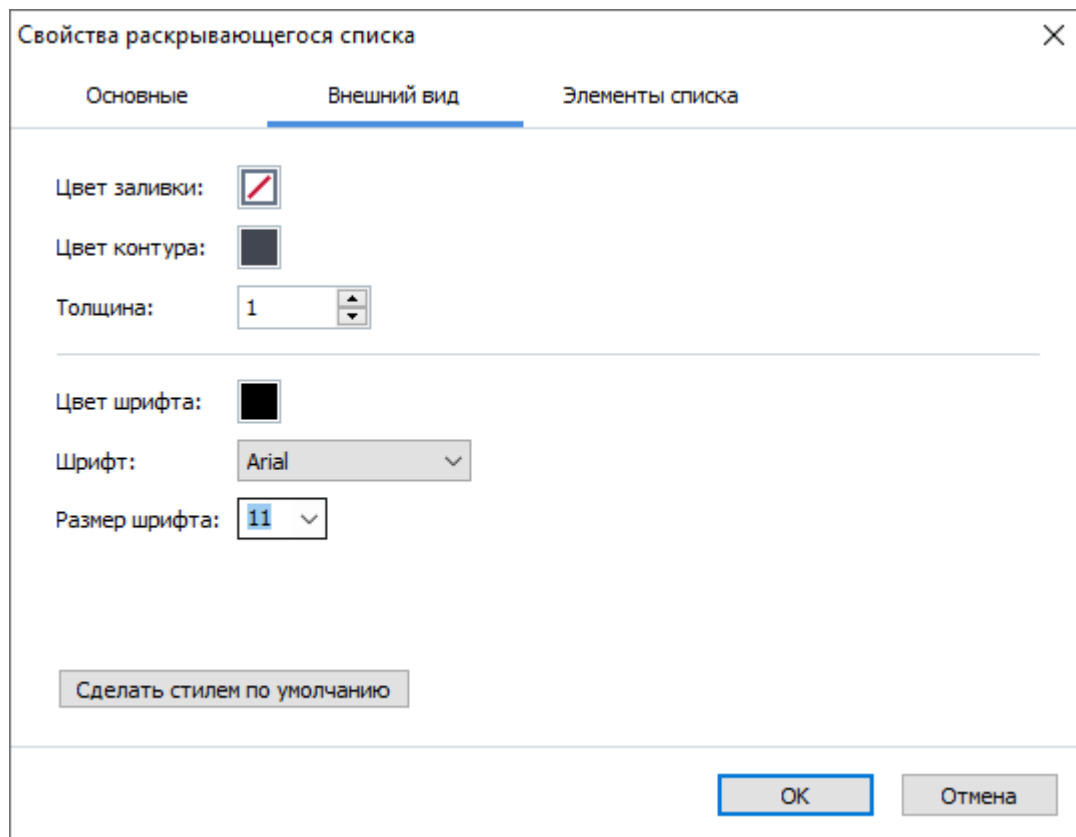 Свойства раскрывающегося списка
Основные Внешний вид Элементы списка
Цвет заливки:
Цвет контура:
Толщина: 1
Цвет шрифта:
Шрифт: Arial
Размер шрифта: 11
Сделать стилем по умолчанию
OK Отмена